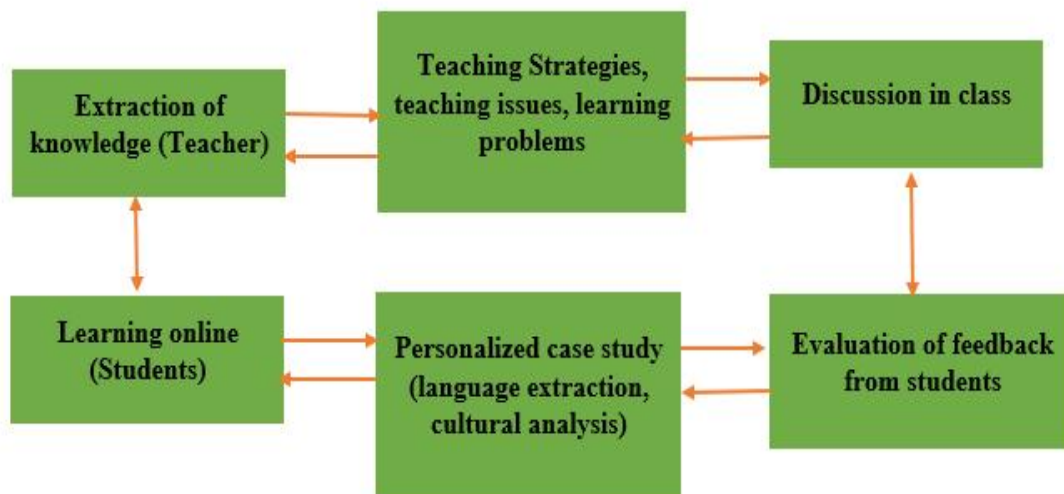 Extraction of
knowledge (Teacher)
Teaching Strategies,
teaching issues, learning
problems
Discussion in class
Learning online
(Students)
Personalized case study
(language extraction,
cultural analysis)
Evaluation of feedback
from students